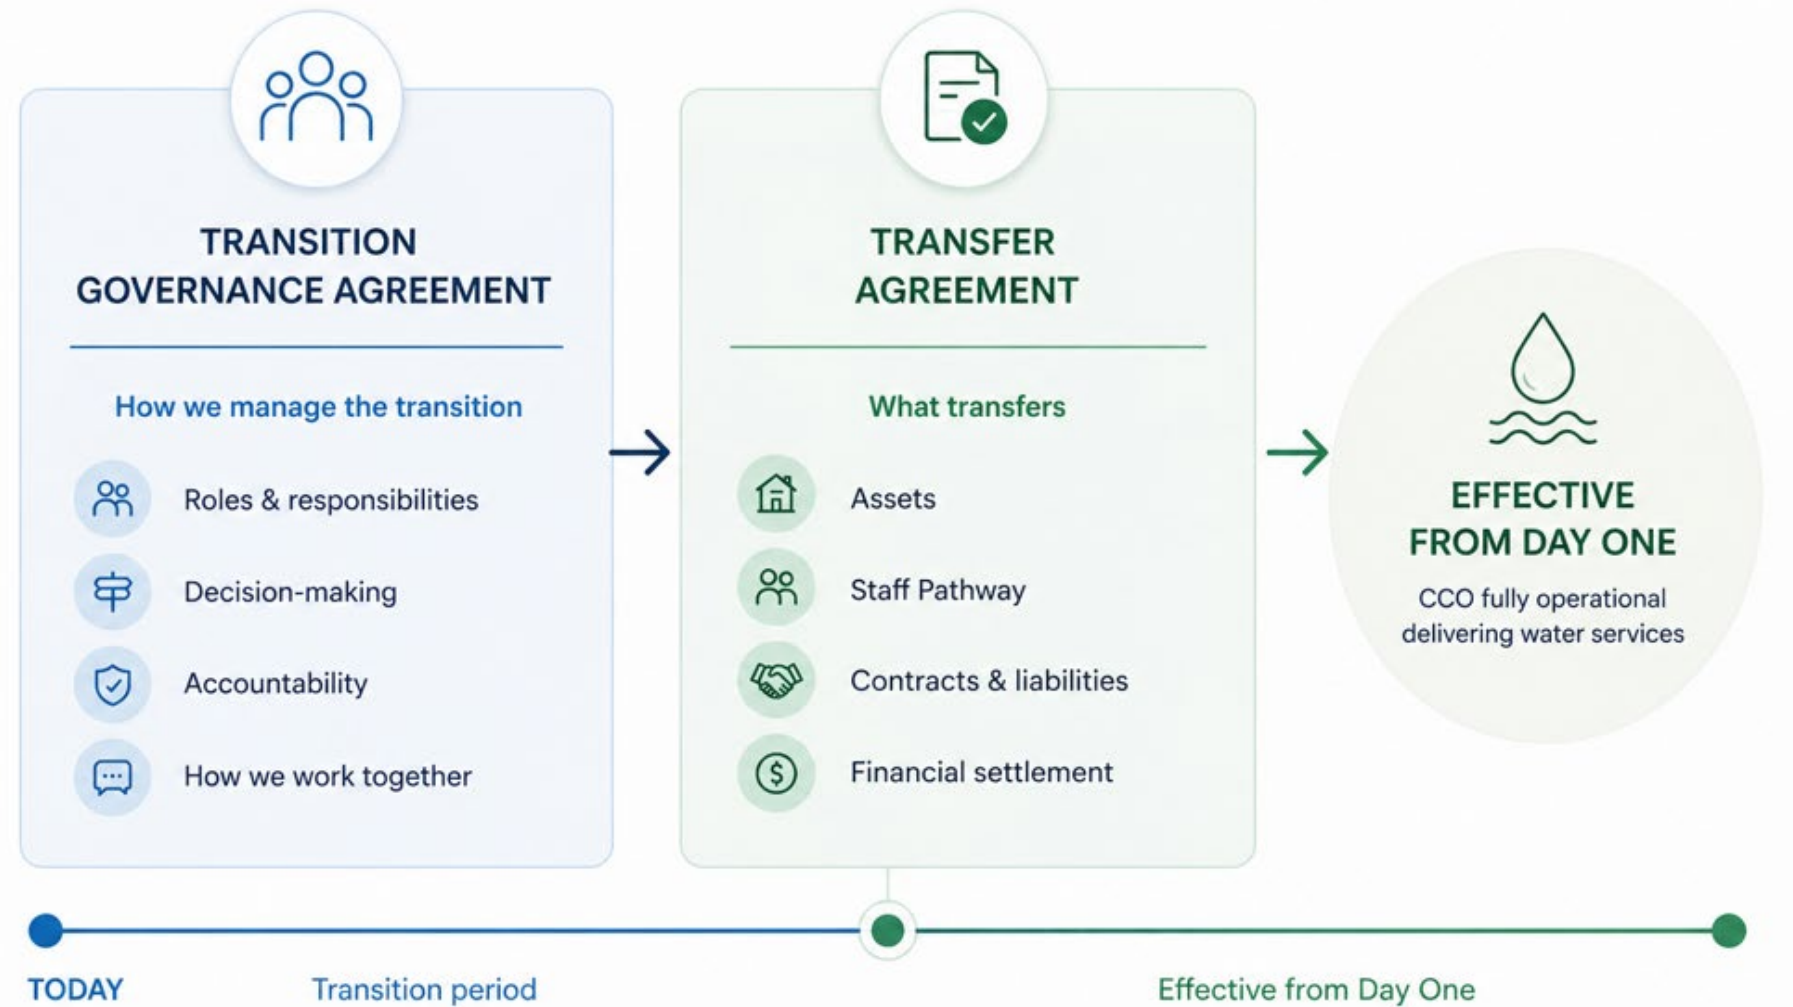 TRANSITION
GOVERNANCE AGREEMENT
How we manage the transition
Roles & responsibilities
Decision-making
Accountability
How we work together
TRANSFER
AGREEMENT
What transfers
Assets
Staff Pathway
Contracts & liabilities
$
Financial settlement
EFFECTIVE
FROM DAY ONE
CCO fully operational
delivering water services
TODAY
Transition period
Effective from Day One